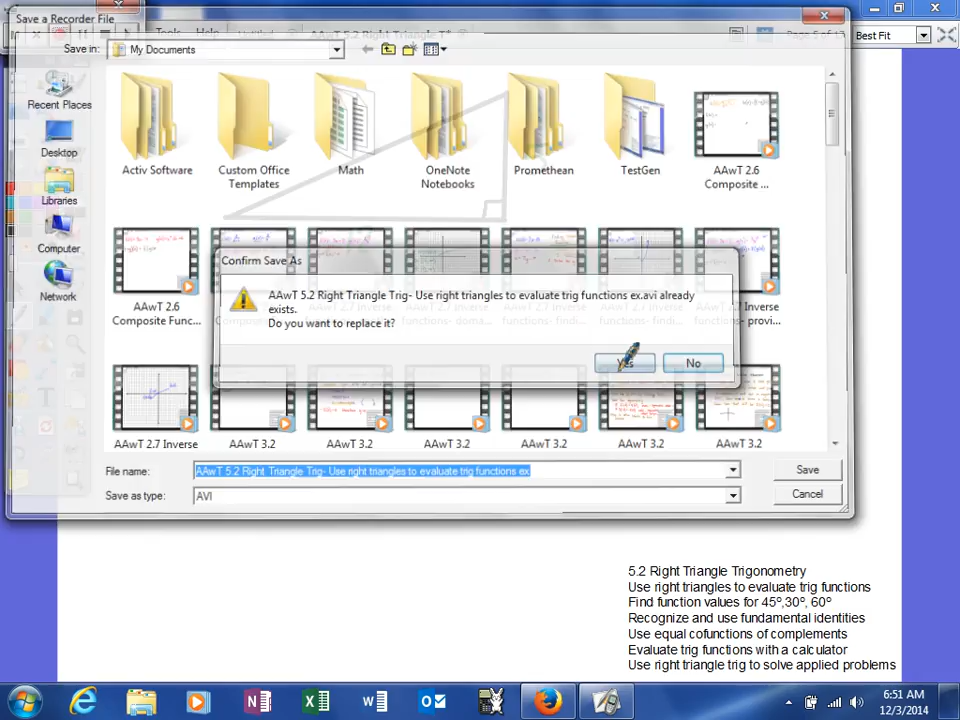 Save a Recorder File
Tools Help
Best Fit
Save in: My Documents
Recent Places
Desktop
Libraries
Computer
Network
Activ Software
Custom Office Templates
Math
OneNote Notebooks
Promethean
TestGen
AAwT 2.6 Composite ...
AAwT 2.6 Composite Func...
Confirm Save As
AAwT 5.2 Right Triangle Trig- Use right triangles to evaluate trig functions ex.avi already
exists.
Do you want to replace it?
Yes No
AAwT 2.7 Inverse
AAwT 3.2
AAwT 3.2
AAwT 3.2
AAwT 3.2
AAwT 3.2
AAwT 3.2
File name: AAwT 5.2 Right Triangle Trig- Use right triangles to evaluate trig functions ex
Save
Save as type: AVI
Cancel
5.2 Right Triangle Trigonometry
Use right triangles to evaluate trig functions
Find function values for 45º,30º, 60º
Recognize and use fundamental identities
Use equal cofunctions of complements
Evaluate trig functions with a calculator
Use right triangle trig to solve applied problems
6:51 AM
12/3/2014